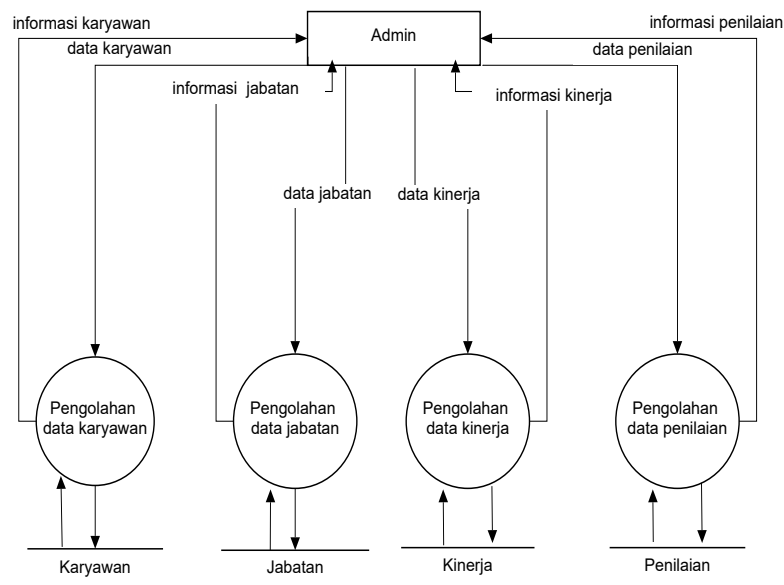 informasi karyawan
data karyawan
Admin
informasi penilaian
data penilaian
informasi jabatan
informasi kinerja
data jabatan
data kinerja
Pengolahan
data karyawan
Pengolahan
data jabatan
Pengolahan
data kinerja
Pengolahan
data penilaian
Karyawan
Jabatan
Kinerja
Penilaian